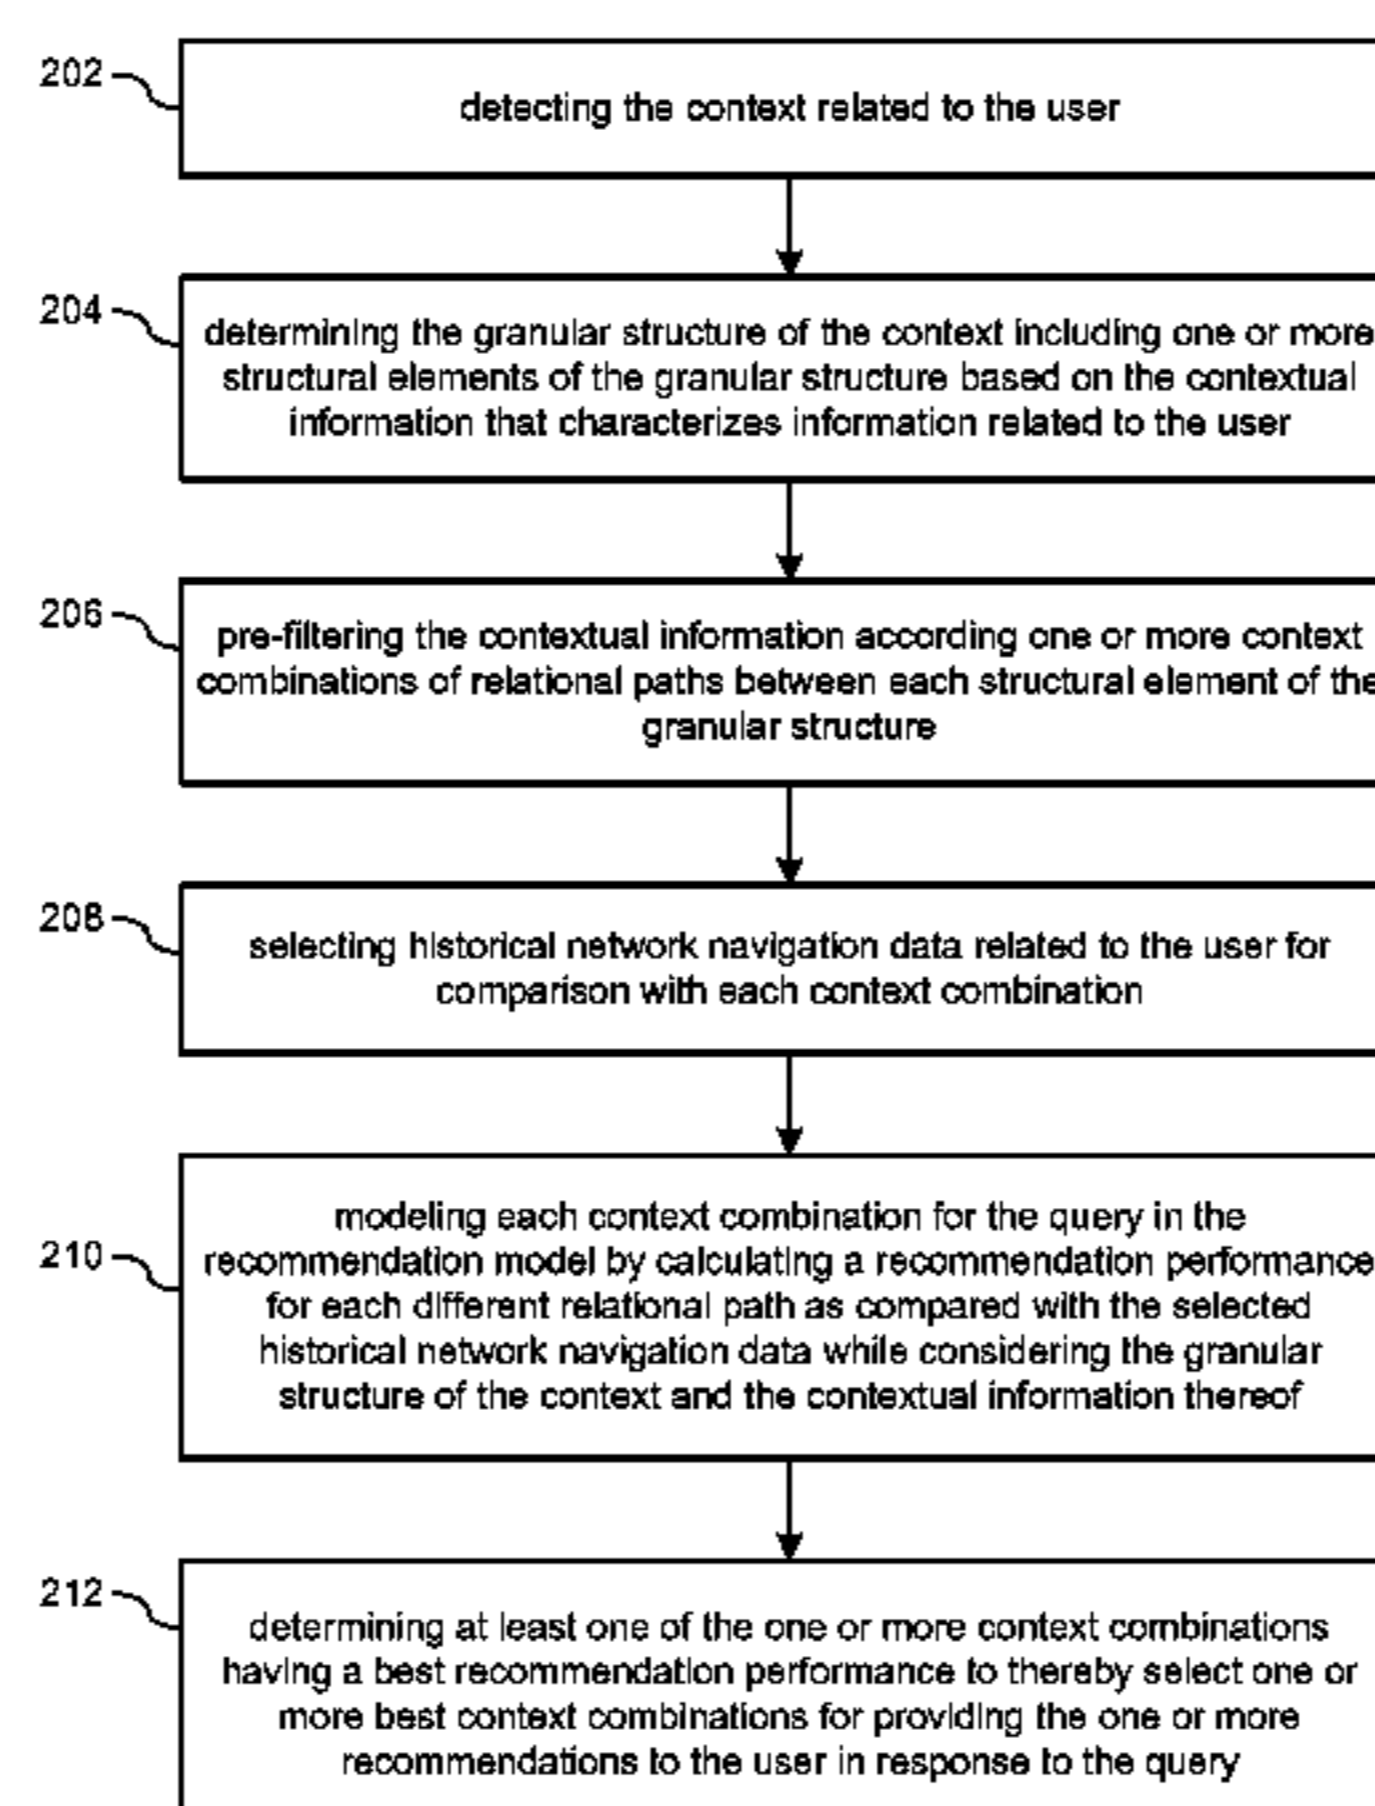 202
detecting the context related to the user
204
determining the granular structure of the context including one or more
structural elements of the granular structure based on the contextual
information that characterizes information related to the user
206
pre-filtering the contextual information according one or more context
combinations of relational paths between each structural element of the
granular structure
208
selecting historical network navigation data related to the user for
comparison with each context combination
210
modeling each context combination for the query in the
recommendation model by calculating a recommendation performance
for each different relational path as compared with the selected
historical network navigation data while considering the granular
structure of the context and the contextual information thereof
212
determining at least one of the one or more context combinations
having a best recommendation performance to thereby select one or
more best context combinations for providing the one or more
recommendations to the user in response to the query